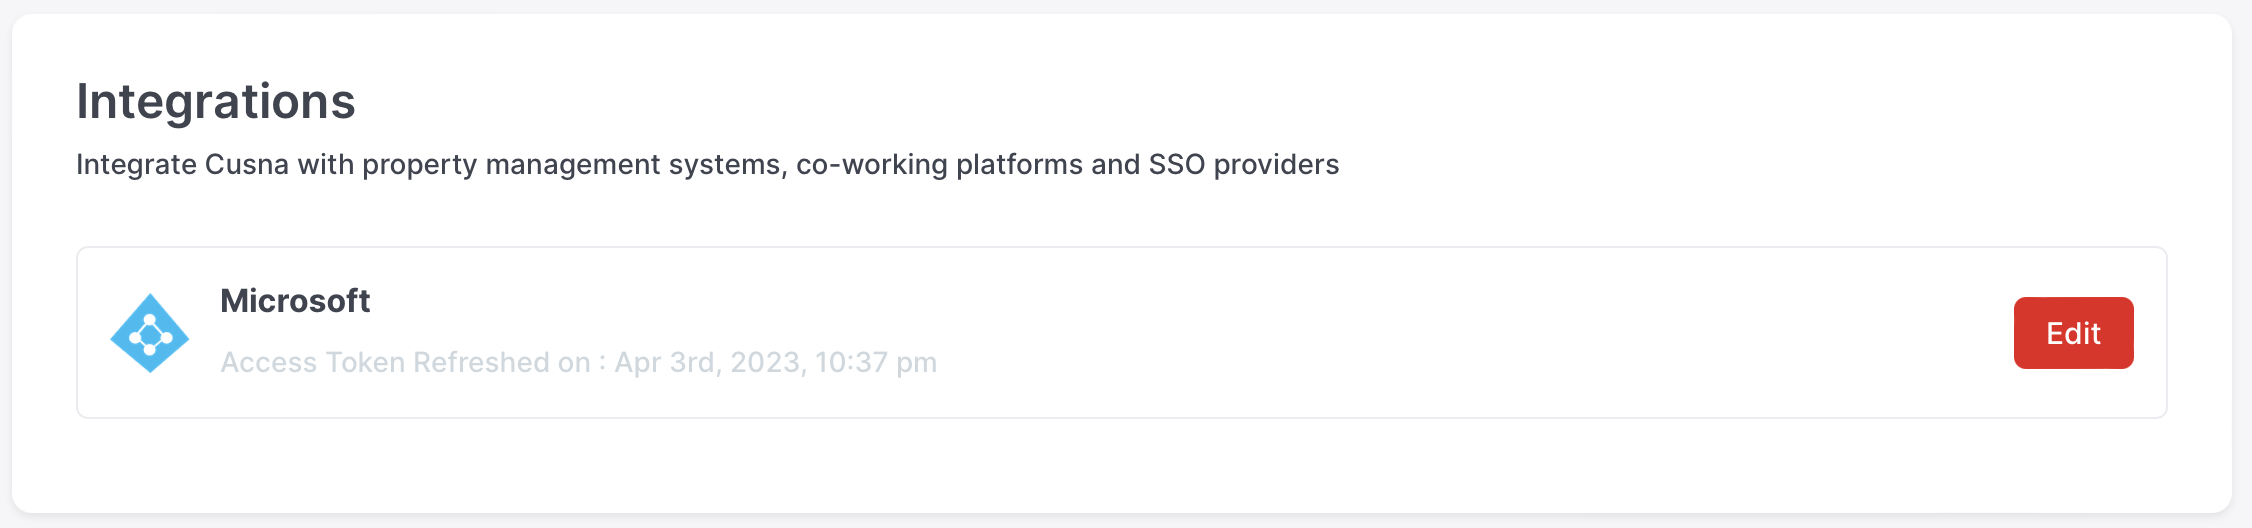 Integrations
Integrate Cusna with property management systems, co-working platforms and SSO providers
Microsoft
Access Token Refreshed on : Apr 3rd, 2023, 10:37 pm
Edit